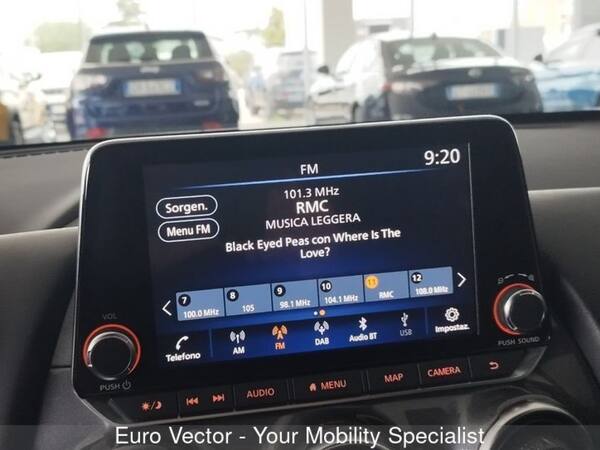 FM
9:20
101.3 MHz
Sorgen.
RMC
MUSICA LEGGERA
Menu FM
Black Eyed Peas con Where Is The
Love?
7 8 9 10 11 12
100.0 MHz 105 98.1 MHz 104.1 MHz RMC 108.0 MHz
Telefono AM FM DAB Audio BT USB Impostaz.
VOL
PUSH
PUSH SOUND
AUDIO MENU MAP CAMERA
Euro Vector - Your Mobility Specialist